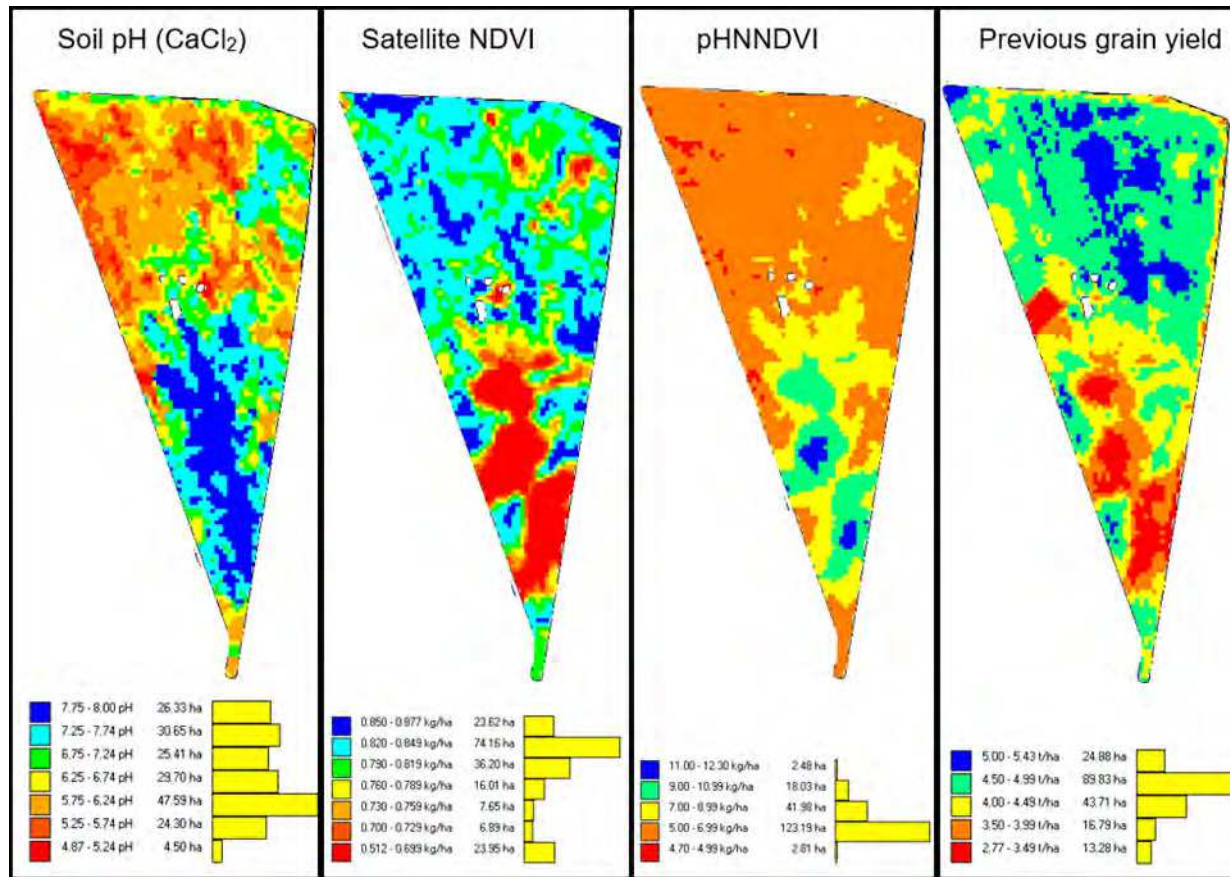 Soil pH (CaCl₂)
7.75 - 8.00 pH 26.33 ha
7.25 - 7.74 pH 30.65 ha
6.75 - 7.24 pH 25.41 ha
6.25 - 6.74 pH 29.70 ha
5.75 - 6.24 pH 47.59 ha
5.25 - 5.74 pH 24.30 ha
4.87 - 5.24 pH 4.50 ha
Satellite NDVI
0.850 - 0.877 kg/ha 23.62 ha
0.820 - 0.849 kg/ha 74.16 ha
0.790 - 0.819 kg/ha 36.20 ha
0.760 - 0.789 kg/ha 16.01 ha
0.730 - 0.759 kg/ha 7.65 ha
0.700 - 0.729 kg/ha 6.89 ha
0.512 - 0.699 kg/ha 23.95 ha
pHNNDVI
11.00 - 12.30 kg/ha 2.48 ha
9.00 - 10.99 kg/ha 18.03 ha
7.00 - 8.99 kg/ha 41.98 ha
5.00 - 6.99 kg/ha 123.19 ha
4.70 - 4.99 kg/ha 2.81 ha
Previous grain yield
5.00 - 5.43 t/ha 24.88 ha
4.50 - 4.99 t/ha 89.83 ha
4.00 - 4.49 t/ha 43.71 ha
3.50 - 3.99 t/ha 16.79 ha
2.77 - 3.49 t/ha 13.28 ha